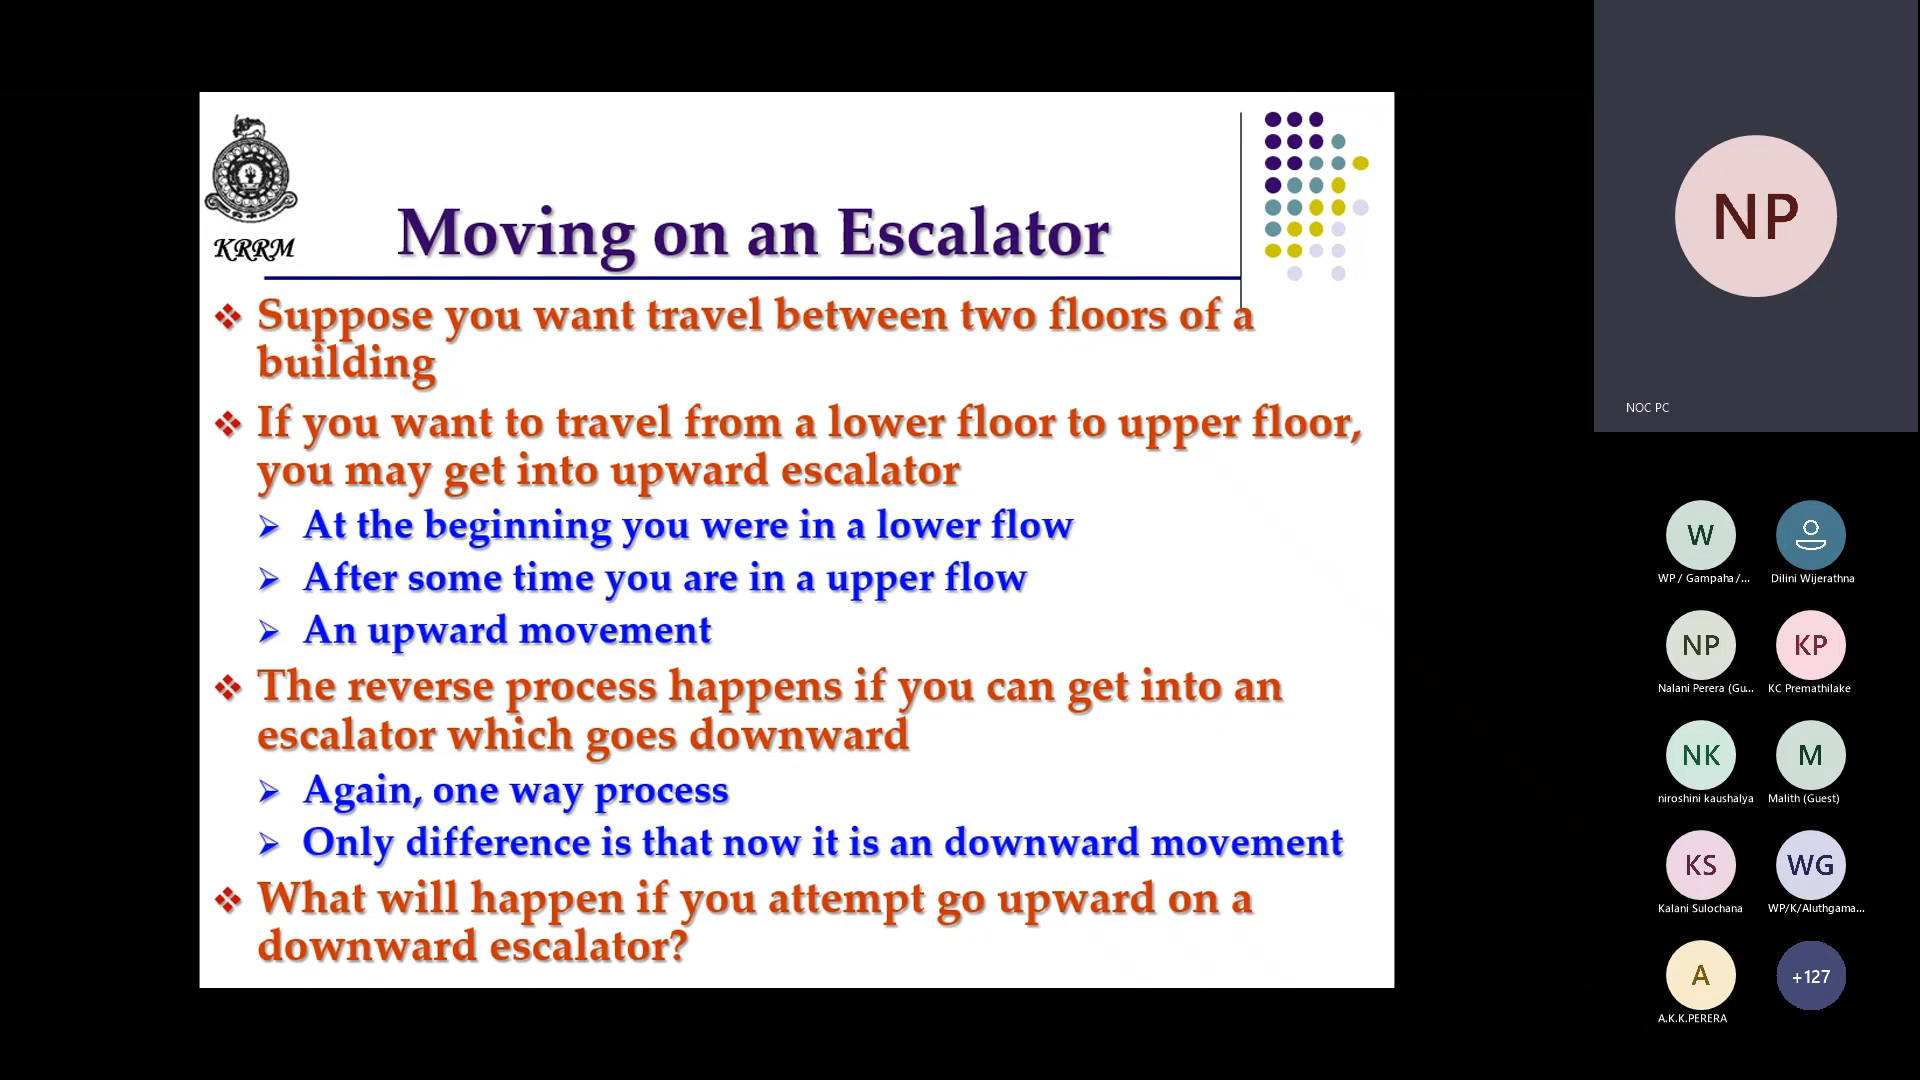 KRRM
Moving on an Escalator
Suppose you want travel between two floors of a
building
If you want to travel from a lower floor to upper floor,
you may get into upward escalator
At the beginning you were in a lower flow
After some time you are in a upper flow
An upward movement
The reverse process happens if you can get into an
escalator which goes downward
Again, one way process
Only difference is that now it is an downward movement
What will happen if you attempt go upward on a
downward escalator?
NP
NOC PC
W
WP / Gampaha /...
Dilini Wijerathna
NP
KP
Nalani Perera (Gu...
KC Premathilake
NK
M
niroshini kaushalya
Malith (Guest)
KS
WG
Kalani Sulochana
WP/K/Aluthgama...
A
+127
A.K.K.PERERA